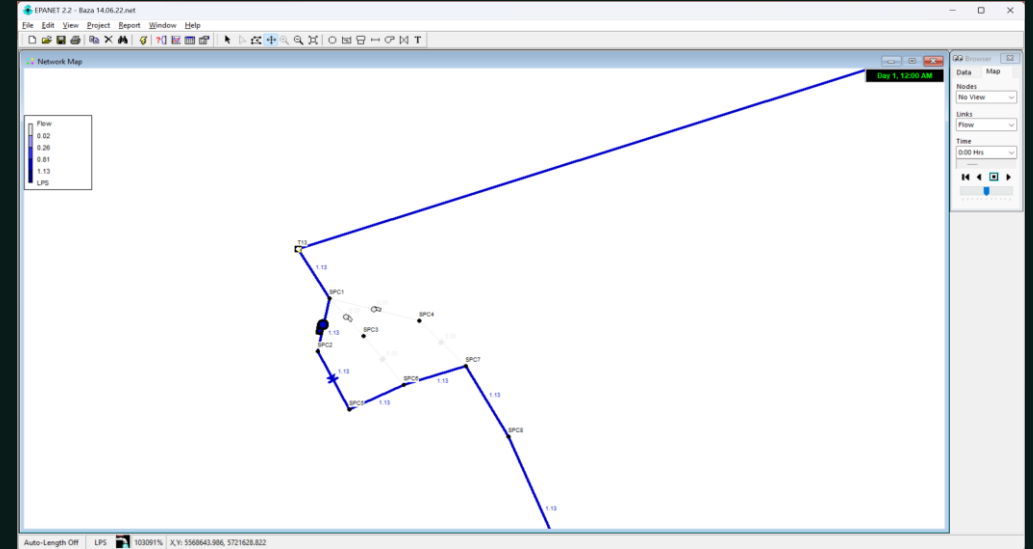 EPANET 2.2 - Baza 14.06.22.net
File Edit View Project Report Window Help
Network Map
Day 1, 12:00 AM
Browser
Data Map
Nodes
No View
Links
Flow
Time
0:00 Hrs
Flow
0.02
0.26
0.81
1.13
LPS
T13
1.13
SPC1
SPC4
SPC3
1.13
SPC2
SPC7
1.13
SPC6
1.13
SPC5
1.13
1.13
SPC8
1.13
Auto-Length Off LPS 103091% X,Y: 5568643.986, 5721628.822